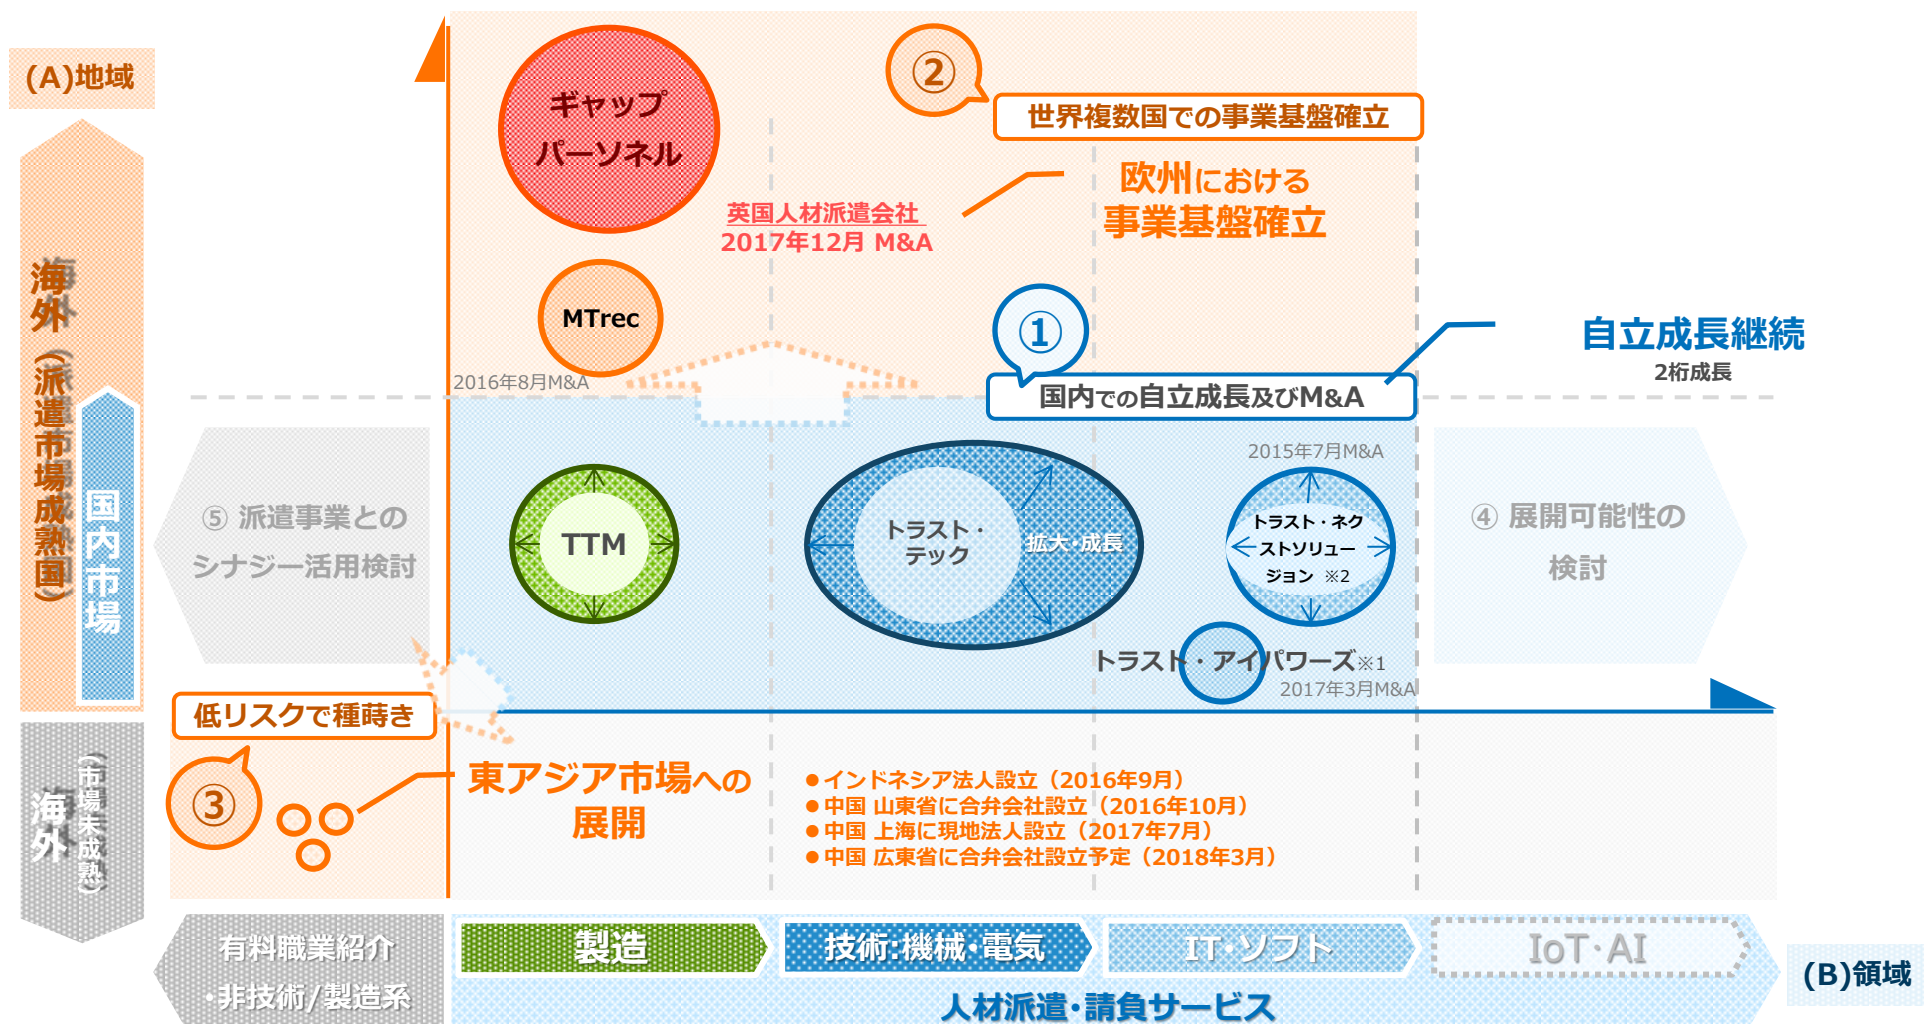 (A)地域
海外（派遣市場成熟国）
国内市場
海外
（市場未成熟）
ギャップ
パーソネル
②
世界複数国での事業基盤確立
英国人材派遣会社
2017年12月 M&A
欧州における
事業基盤確立
MTrec
2016年8月M&A
①
国内での自立成長及びM&A
自立成長継続
2桁成長
⑤ 派遣事業との
シナジー活用検討
TTM
トラスト・
テック
拡大・成長
2015年7月M&A
トラスト・ネク
ストソリュー
ジョン ※2
トラスト・アイパワーズ※1
2017年3月M&A
④ 展開可能性の
検討
低リスクで種蒔き
③
東アジア市場への
展開
●インドネシア法人設立（2016年9月）
●中国 山東省に合弁会社設立（2016年10月）
●中国 上海に現地法人設立（2017年7月）
●中国 広東省に合弁会社設立予定（2018年3月）
有料職業紹介
・非技術/製造系
製造
技術:機械・電気
IT・ソフト
IoT・AI
人材派遣・請負サービス
(B)領域